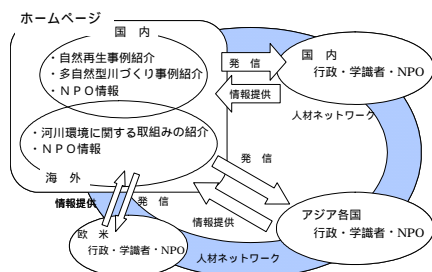 ホームページ
国 内
・自然再生事例紹介
・多自然型川づくり事例紹介
・ＮＰＯ情報
・河川環境に関する取組みの紹介
・ＮＰＯ情報
海 外
発 信
情報提供
国 内
行政・学識者・NPO
人材ネットワーク
発 信
情報提供
アジア各国
行政・学識者・NPO
情報提供
発 信
欧 米
行政・学識者・NPO
人材ネットワーク